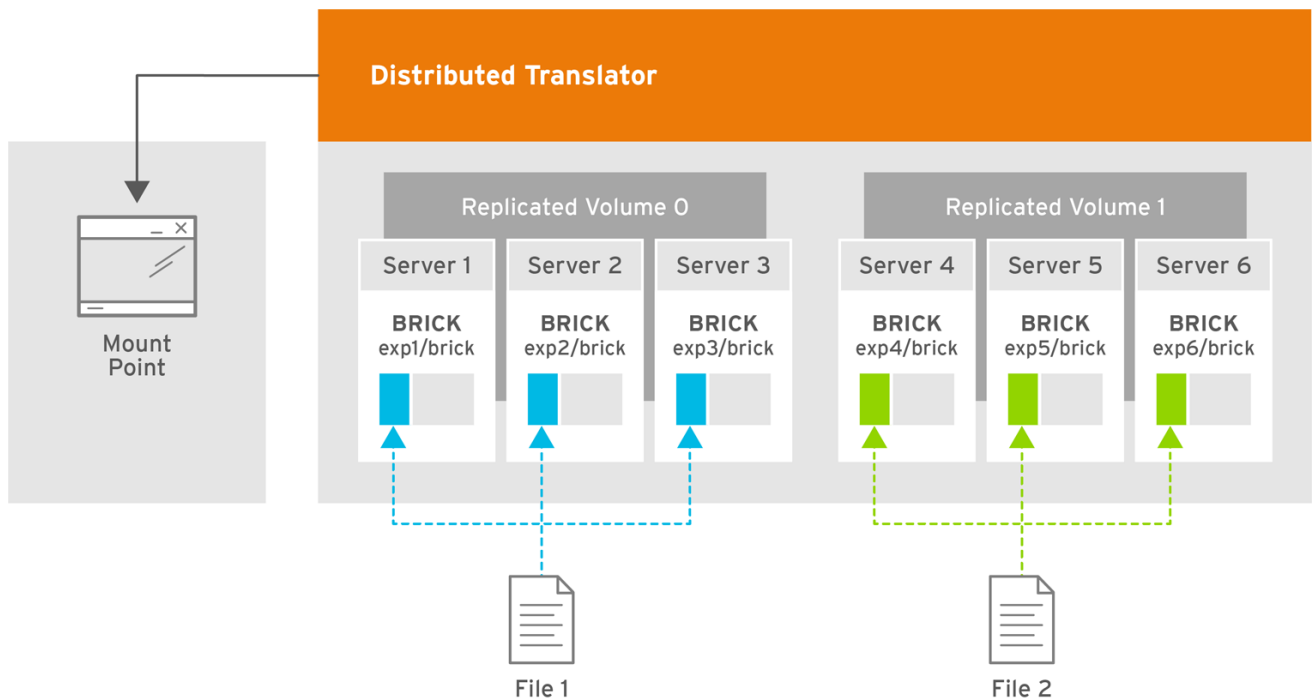 Distributed Translator
Replicated Volume 0
Replicated Volume 1
Server 1
Server 2
Server 3
Server 4
Server 5
Server 6
BRICK
exp1/brick
BRICK
exp2/brick
BRICK
exp3/brick
BRICK
exp4/brick
BRICK
exp5/brick
BRICK
exp6/brick
Mount
Point
File 1
File 2